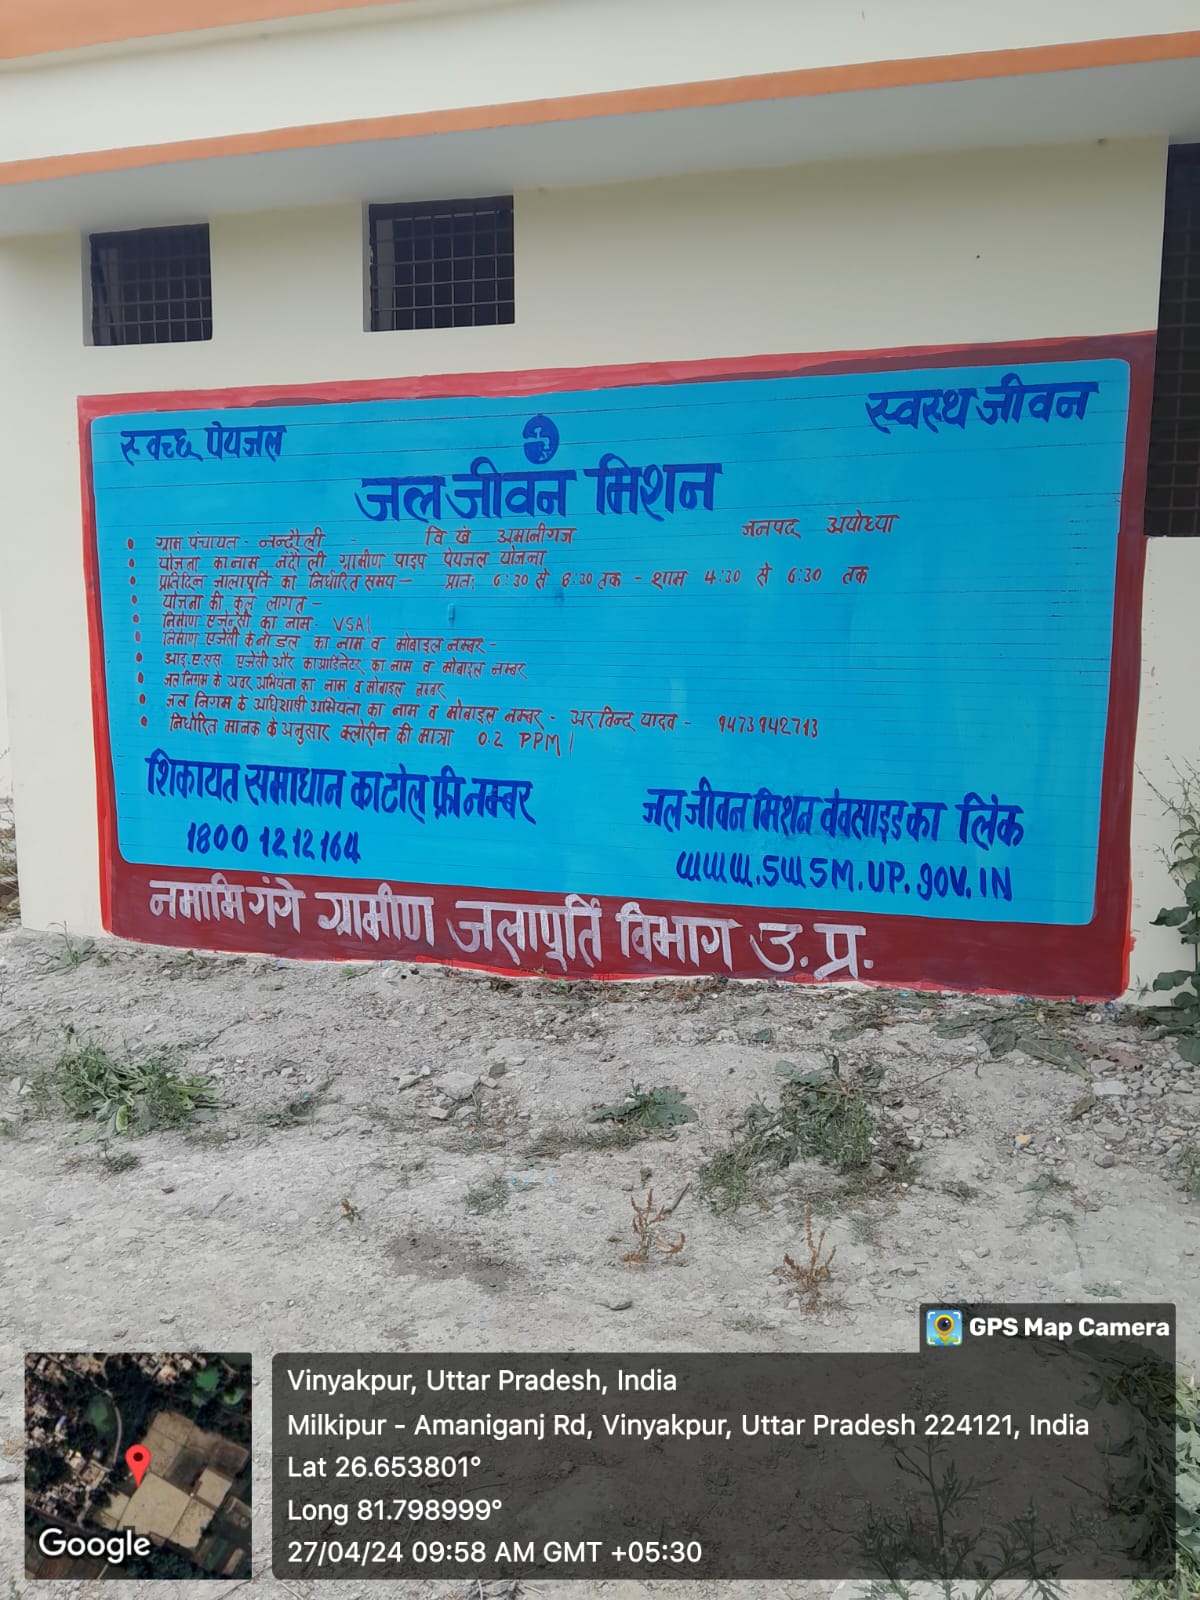 स्वच्छ पेयजल
स्वस्थ जीवन
जल जीवन मिशन
ग्राम पंचायत - नन्दौली - वि खं अमानीगज जनपद अयोध्या
योजना का नाम नंदौली ग्रामीण पाइप पेयजल योजना
प्रतिदिन जालापूर्ति का निर्धारित समय - प्रात: 6:30 से 8:30 तक - शाम 4:30 से 6:30 तक
योजना की कुल लागत -
निर्माण एजेन्सी का नाम - VSA।
निर्माण एजेंसी के नोडल का नाम व मोबाइल नम्बर -
आइ.एस.ए. एजेंसी और काआर्डिनेटर का नाम व मोबाइल नम्बर
जल निगम के अवर अभियंता का नाम व मोबाइल नम्बर
जल निगम के अधिशाषी अभियंता का नाम व मोबाइल नम्बर - अरविन्द यादव - 9473942713
निर्धारित मानक के अनुसार क्लोरीन की मात्रा 0.2 PPM।
शिकायत समाधान का टोल फ्री नम्बर
1800 1212164
जल जीवन मिशन वेवसाइड का लिंक
WWW.SWSM.UP.gov.IN
नमामि गंगे ग्रामीण जलापूर्ति विभाग उ.प्र.
GPS Map Camera
Vinyakpur, Uttar Pradesh, India
Milkipur - Amaniganj Rd, Vinyakpur, Uttar Pradesh 224121, India
Lat 26.653801°
Long 81.798999°
27/04/24 09:58 AM GMT +05:30
Google